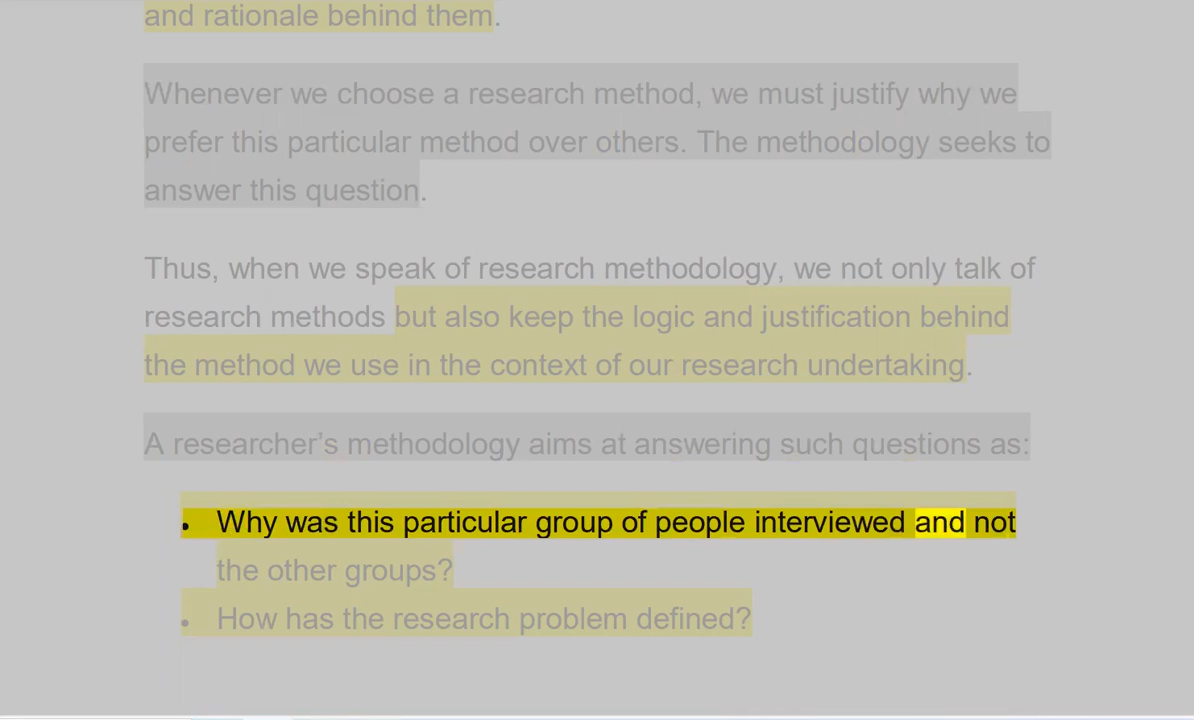 and rationale behind them.
Whenever we choose a research method, we must justify why we
prefer this particular method over others. The methodology seeks to
answer this question.
Thus, when we speak of research methodology, we not only talk of
research methods but also keep the logic and justification behind
the method we use in the context of our research undertaking.
A researcher’s methodology aims at answering such questions as:
• Why was this particular group of people interviewed and not
the other groups?
• How has the research problem defined?